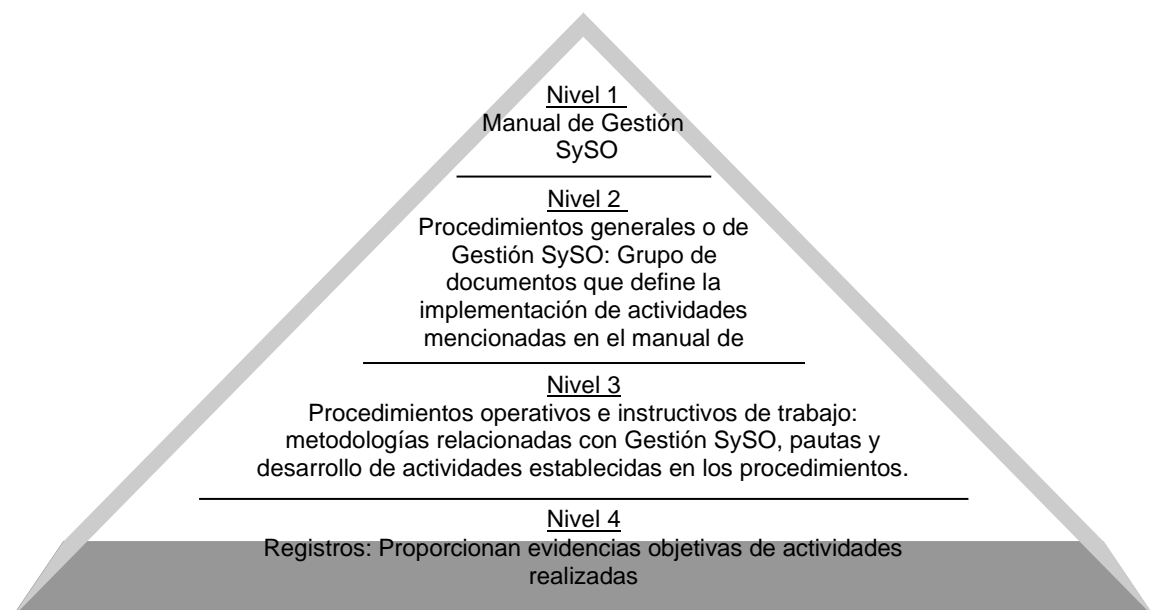 Nivel 1
Manual de Gestión
SySO
Nivel 2
Procedimientos generales o de
Gestión SySO: Grupo de
documentos que define la
implementación de actividades
mencionadas en el manual de
Nivel 3
Procedimientos operativos e instructivos de trabajo:
metodologías relacionadas con Gestión SySO, pautas y
desarrollo de actividades establecidas en los procedimientos.
Nivel 4
Registros: Proporcionan evidencias objetivas de actividades
realizadas